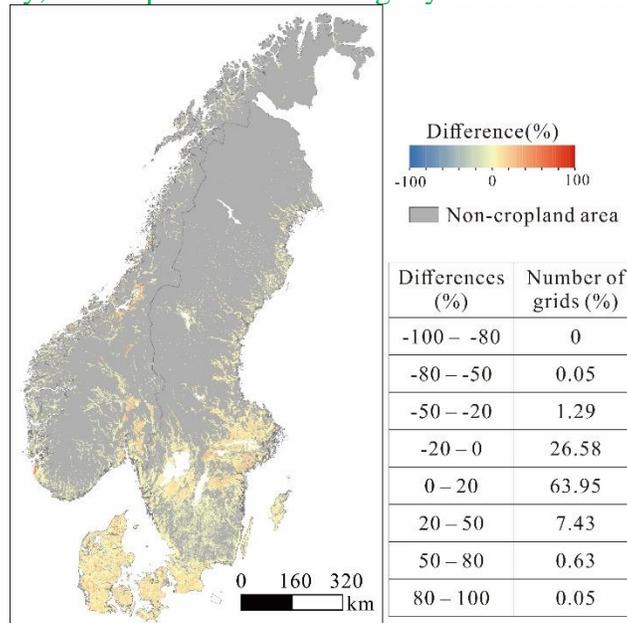 Difference(%)
-100 0 100
Non-cropland area
Differences (%) Number of grids (%)
-100 – -80 0
-80 – -50 0.05
-50 – -20 1.29
-20 – 0 26.58
0 – 20 63.95
20 – 50 7.43
50 – 80 0.63
80 – 100 0.05
0 160 320
km